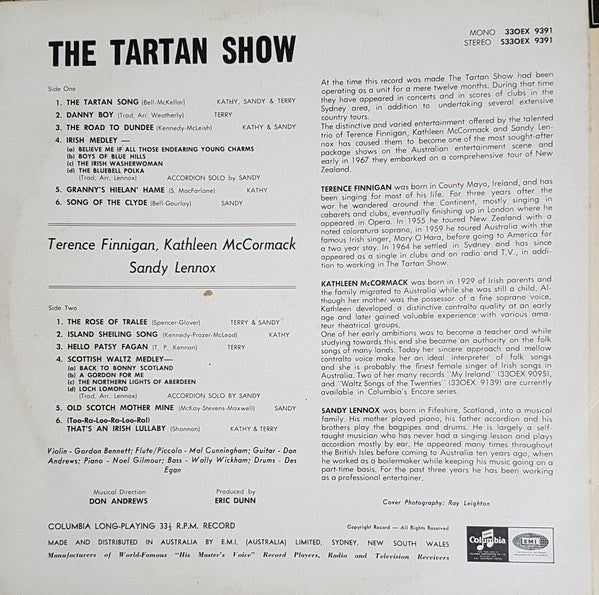 THE TARTAN SHOW
MONO 33OEX 9391
STEREO S33OEX 9391
Side One
1. THE TARTAN SONG (Bell-McKellar) KATHY, SANDY & TERRY
2. DANNY BOY (Trad. Arr. Weatherly) TERRY
3. THE ROAD TO DUNDEE (Kennedy-McLeish) KATHY & SANDY
4. IRISH MEDLEY —
(a) BELIEVE ME IF ALL THOSE ENDEARING YOUNG CHARMS
(b) BOYS OF BLUE HILLS
(c) THE IRISH WASHERWOMAN
(d) THE BLUEBELL POLKA
(Trad, Arr, Lennox) ACCORDION SOLO by SANDY
5. GRANNY'S HIELAN' HAME (S. MacFarlane) KATHY
6. SONG OF THE CLYDE (Bell-Gourlay) SANDY
Terence Finnigan, Kathleen McCormack
Sandy Lennox
Side Two
1. THE ROSE OF TRALEE (Spencer-Glover) TERRY & SANDY
2. ISLAND SHEILING SONG (Kennedy-Frazer-McLeod) KATHY
3. HELLO PATSY FAGAN (T. P. Kennan) TERRY
4. SCOTTISH WALTZ MEDLEY—
(a) BACK TO BONNY SCOTLAND
(b) A GORDON FOR ME
(c) THE NORTHERN LIGHTS OF ABERDEEN
(d) LOCH LOMOND
(Trad, Arr, Lennox) ACCORDION SOLO by SANDY
5. OLD SCOTCH MOTHER MINE (McKay-Stevens-Maxwell) SANDY
6. (Too-Ra-Loo-Ra-Loo-Ral)
THAT'S AN IRISH LULLABY (Shannon) KATHY & TERRY
Violin - Gordon Bennett; Flute/Piccolo - Mal Cunningham; Guitar - Don
Andrews; Piano - Noel Gilmour; Bass - Wally Wickham; Drums - Des
Egan
Musical Direction
DON ANDREWS
Produced by
ERIC DUNN
At the time this record was made The Tartan Show had been
operating as a unit for a mere twelve months. During that time
they have appeared in concerts and in scores of clubs in the
Sydney area, in addition to undertaking several extensive
country tours.
The distinctive and varied entertainment offered by the talented
trio of Terence Finnigan, Kathleen McCormack and Sandy Len-
nox has caused them to become one of the most sought-after
package shows on the Australian entertainment scene and
early in 1967 they embarked on a comprehensive tour of New
Zealand.
TERENCE FINNIGAN was born in County Mayo, Ireland, and has
been singing for most of his life. For three years after the
war he wandered around the Continent, mostly singing in
cabarets and clubs, eventually finishing up in London where he
appeared in Opera. In 1955 he toured New Zealand with a
noted coloratura soprano, in 1959 he toured Australia with the
famous Irish singer, Mary O'Hara, before going to America for
a two year stay. In 1964 he settled in Sydney and has since
appeared as a single in clubs and on radio and T.V., in addi-
tion to working in The Tartan Show.
KATHLEEN McCORMACK was born in 1929 of Irish parents and
the family migrated to Australia while she was still a child. Al-
though her mother was the possessor of a fine soprano voice,
Kathleen developed a distinctive contralto quality at an early
age and later gained valuable experience with various ama-
teur theatrical groups.
One of her early ambitions was to become a teacher and while
studying towards this end she became an authority on the folk
songs of many lands. Today her sincere approach and mellow
contralto voice make her an ideal interpreter of folk songs
and she is probably the finest female singer of Irish songs in
Australia. Two of her many records "My Ireland" (33OEX 9095),
and "Waltz Songs of the Twenties" (33OEX 9139) are currently
available in Columbia's Encore series.
SANDY LENNOX was born in Fifeshire, Scotland, into a musical
family. His mother played piano, his father accordion and his
brothers play the bagpipes and drums. He is largely a self-
taught musician who has never had a singing lesson and plays
accordion mostly by ear. He appeared many times throughout
the British Isles before coming to Australia ten years ago, when
he worked as a boilermaker while keeping his music going on a
part-time basis. For the past three years he has been working
as a professional entertainer.
Cover Photography: Ray Leighton
COLUMBIA LONG-PLAYING 33⅓ R.P.M. RECORD
Copyright Record — All Rights Reserved
MADE AND DISTRIBUTED IN AUSTRALIA BY E.M.I. (AUSTRALIA) LIMITED, SYDNEY, NEW SOUTH WALES
Manufacturers of World-Famous "His Master's Voice" Record Players, Radio and Television Receivers
Columbia
EMI